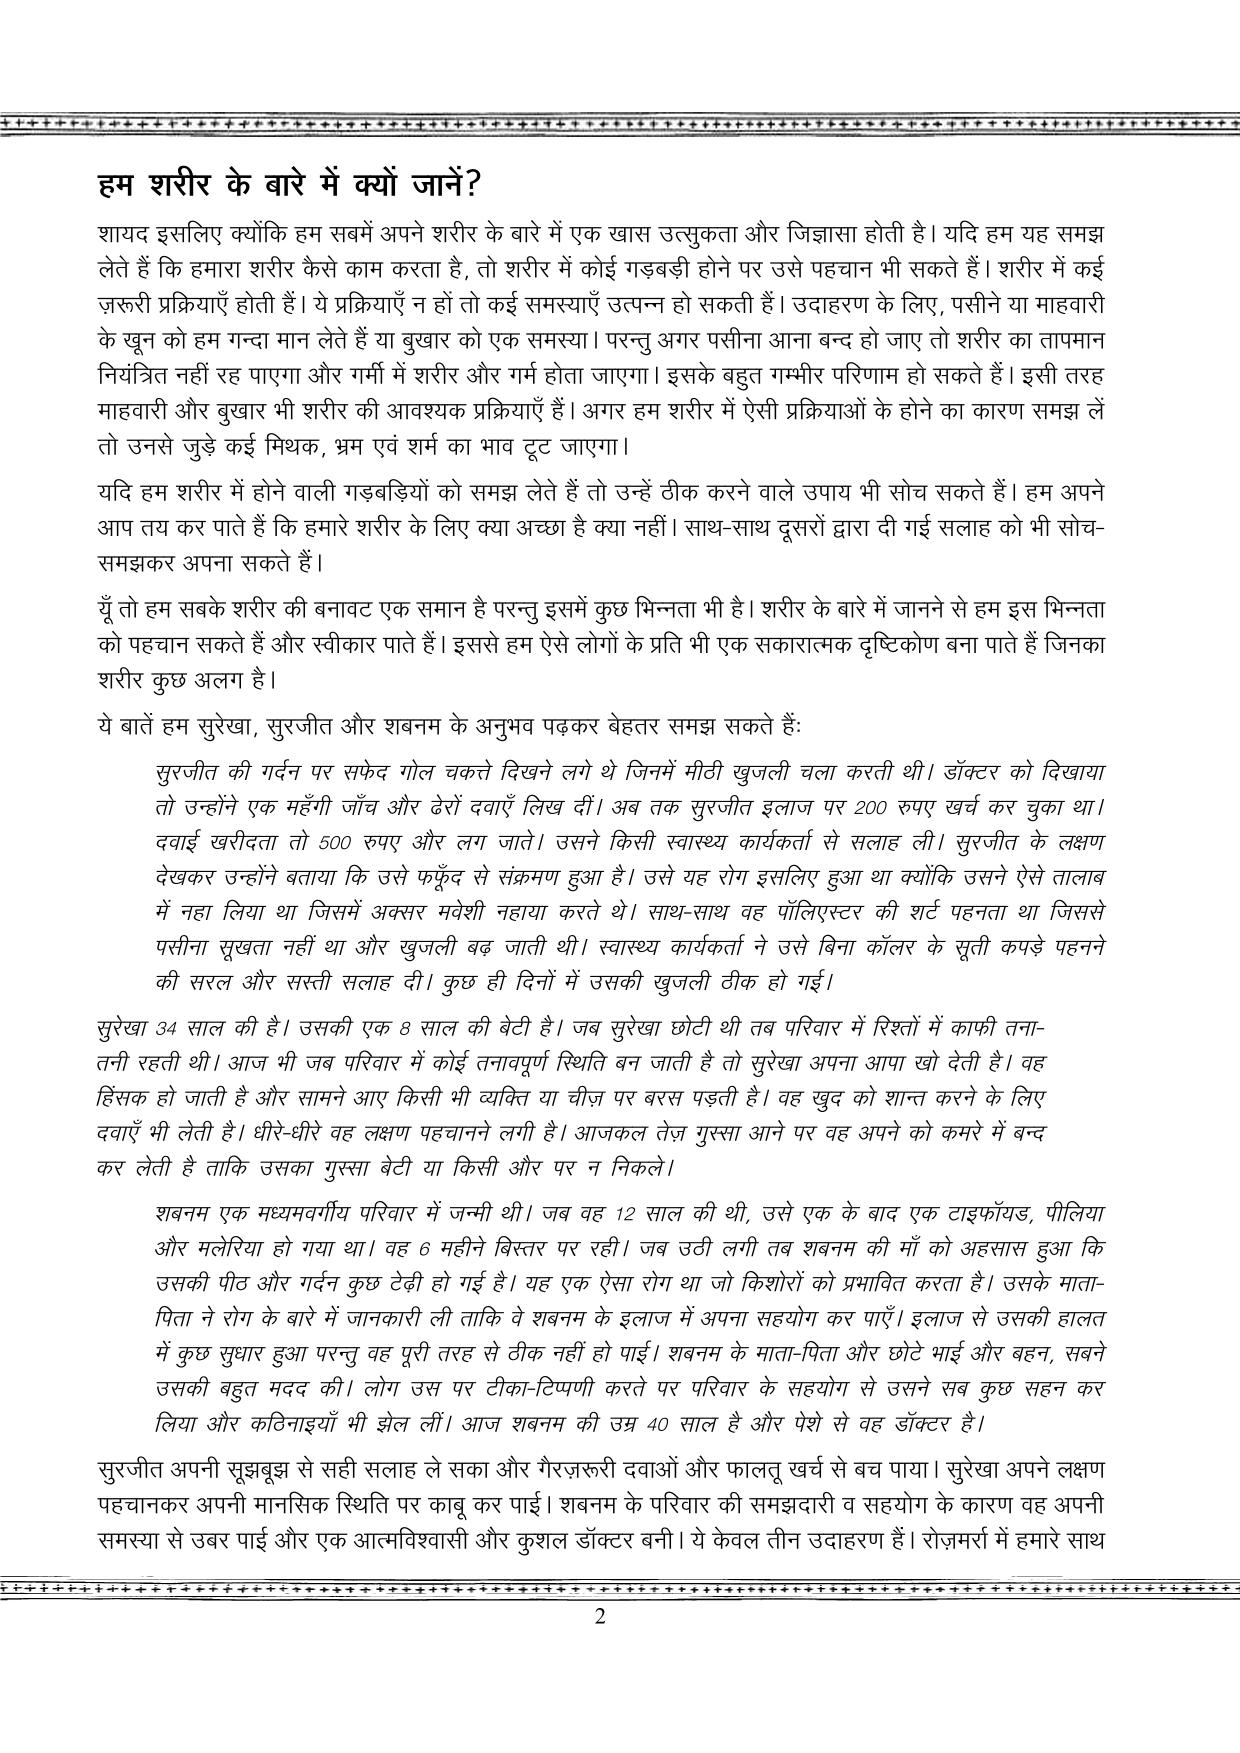 हम शरीर के बारे में क्यों जानें?
शायद इसलिए क्योंकि हम सबमें अपने शरीर के बारे में एक खास उत्सुकता और जिज्ञासा होती है। यदि हम यह समझ
लेते हैं कि हमारा शरीर कैसे काम करता है, तो शरीर में कोई गड़बड़ी होने पर उसे पहचान भी सकते हैं। शरीर में कई
ज़रूरी प्रक्रियाएँ होती हैं। ये प्रक्रियाएँ न हों तो कई समस्याएँ उत्पन्न हो सकती हैं। उदाहरण के लिए, पसीने या माहवारी
के खून को हम गन्दा मान लेते हैं या बुखार को एक समस्या। परन्तु अगर पसीना आना बन्द हो जाए तो शरीर का तापमान
नियंत्रित नहीं रह पाएगा और गर्मी में शरीर और गर्म होता जाएगा। इसके बहुत गम्भीर परिणाम हो सकते हैं। इसी तरह
माहवारी और बुखार भी शरीर की आवश्यक प्रक्रियाएँ हैं। अगर हम शरीर में ऐसी प्रक्रियाओं के होने का कारण समझ लें
तो उनसे जुड़े कई मिथक, भ्रम एवं शर्म का भाव टूट जाएगा।
यदि हम शरीर में होने वाली गड़बड़ियों को समझ लेते हैं तो उन्हें ठीक करने वाले उपाय भी सोच सकते हैं। हम अपने
आप तय कर पाते हैं कि हमारे शरीर के लिए क्या अच्छा है क्या नहीं। साथ-साथ दूसरों द्वारा दी गई सलाह को भी सोच-
समझकर अपना सकते हैं।
यूँ तो हम सबके शरीर की बनावट एक समान है परन्तु इसमें कुछ भिन्नता भी है। शरीर के बारे में जानने से हम इस भिन्नता
को पहचान सकते हैं और स्वीकार पाते हैं। इससे हम ऐसे लोगों के प्रति भी एक सकारात्मक दृष्टिकोण बना पाते हैं जिनका
शरीर कुछ अलग है।
ये बातें हम सुरेखा, सुरजीत और शबनम के अनुभव पढ़कर बेहतर समझ सकते हैंः
सुरजीत की गर्दन पर सफेद गोल चकत्ते दिखने लगे थे जिनमें मीठी खुजली चला करती थी। डॉक्टर को दिखाया
तो उन्होंने एक महँगी जाँच और ढेरों दवाएँ लिख दीं। अब तक सुरजीत इलाज पर 200 रुपए खर्च कर चुका था।
दवाई खरीदता तो 500 रुपए और लग जाते। उसने किसी स्वास्थ्य कार्यकर्ता से सलाह ली। सुरजीत के लक्षण
देखकर उन्होंने बताया कि उसे फफूँद से संक्रमण हुआ है। उसे यह रोग इसलिए हुआ था क्योंकि उसने ऐसे तालाब
में नहा लिया था जिसमें अक्सर मवेशी नहाया करते थे। साथ-साथ वह पॉलिएस्टर की शर्ट पहनता था जिससे
पसीना सूखता नहीं था और खुजली बढ़ जाती थी। स्वास्थ्य कार्यकर्ता ने उसे बिना कॉलर के सूती कपड़े पहनने
की सरल और सस्ती सलाह दी। कुछ ही दिनों में उसकी खुजली ठीक हो गई।
सुरेखा 34 साल की है। उसकी एक 8 साल की बेटी है। जब सुरेखा छोटी थी तब परिवार में रिश्तों में काफी तना-
तनी रहती थी। आज भी जब परिवार में कोई तनावपूर्ण स्थिति बन जाती है तो सुरेखा अपना आपा खो देती है। वह
हिंसक हो जाती है और सामने आए किसी भी व्यक्ति या चीज़ पर बरस पड़ती है। वह खुद को शान्त करने के लिए
दवाएँ भी लेती है। धीरे-धीरे वह लक्षण पहचानने लगी है। आजकल तेज़ गुस्सा आने पर वह अपने को कमरे में बन्द
कर लेती है ताकि उसका गुस्सा बेटी या किसी और पर न निकले।
शबनम एक मध्यमवर्गीय परिवार में जन्मी थी। जब वह 12 साल की थी, उसे एक के बाद एक टाइफॉयड, पीलिया
और मलेरिया हो गया था। वह 6 महीने बिस्तर पर रही। जब उठी लगी तब शबनम की माँ को अहसास हुआ कि
उसकी पीठ और गर्दन कुछ टेढ़ी हो गई है। यह एक ऐसा रोग था जो किशोरों को प्रभावित करता है। उसके माता-
पिता ने रोग के बारे में जानकारी ली ताकि वे शबनम के इलाज में अपना सहयोग कर पाएँ। इलाज से उसकी हालत
में कुछ सुधार हुआ परन्तु वह पूरी तरह से ठीक नहीं हो पाई। शबनम के माता-पिता और छोटे भाई और बहन, सबने
उसकी बहुत मदद की। लोग उस पर टीका-टिप्पणी करते पर परिवार के सहयोग से उसने सब कुछ सहन कर
लिया और कठिनाइयाँ भी झेल लीं। आज शबनम की उम्र 40 साल है और पेशे से वह डॉक्टर है।
सुरजीत अपनी सूझबूझ से सही सलाह ले सका और गैरज़रूरी दवाओं और फालतू खर्च से बच पाया। सुरेखा अपने लक्षण
पहचानकर अपनी मानसिक स्थिति पर काबू कर पाई। शबनम के परिवार की समझदारी व सहयोग के कारण वह अपनी
समस्या से उबर पाई और एक आत्मविश्वासी और कुशल डॉक्टर बनी। ये केवल तीन उदाहरण हैं। रोज़मर्रा में हमारे साथ
2